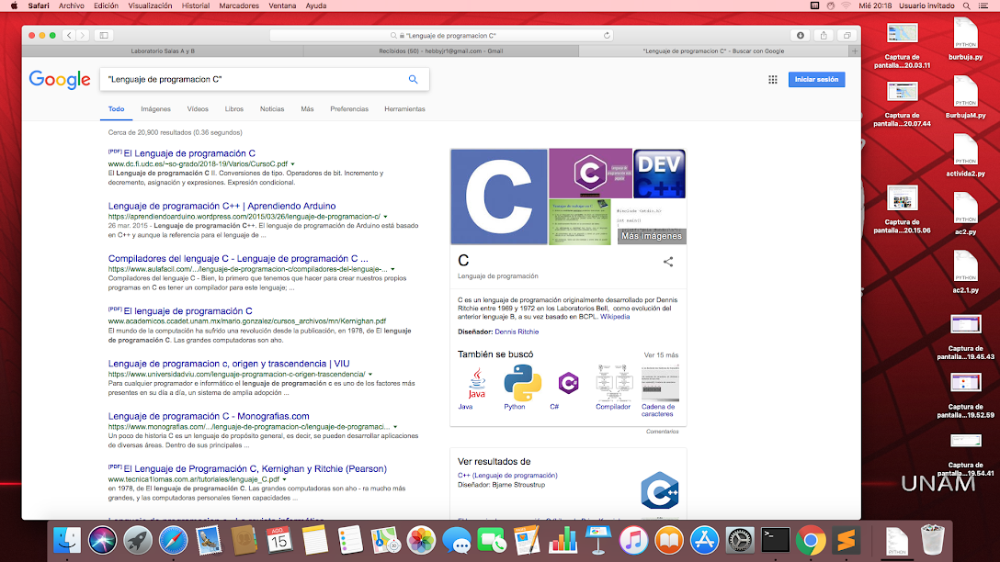 Safari Archivo Edición Visualización Historial Marcadores Ventana Ayuda
Mié 20:18 Usuario invitado
"Lenguaje de programacion C"
Laboratorio Salas A y B
Recibidos (50) - hebbyjr1@gmail.com - Gmail
"Lenguaje de programacion C" - Buscar con Google
Google
"Lenguaje de programacion C"
Iniciar sesión
Todo Imágenes Vídeos Libros Noticias Más Preferencias Herramientas
Cerca de 20,900 resultados (0.36 segundos)
[PDF] El Lenguaje de programación C
www.dc.fi.udc.es/~so-grado/2018-19/Varios/CursoC.pdf
El Lenguaje de programación C II. Conversiones de tipo. Operadores de bit. Incremento y
decremento, asignación y expresiones. Expresión condicional.
Lenguaje de programación C++ | Aprendiendo Arduino
https://aprendiendoarduino.wordpress.com/2015/03/26/lenguaje-de-programacion-c/
26 mar. 2015 - Lenguaje de programación C++. El lenguaje de programación de Arduino está basado
en C++ y aunque la referencia para el lenguaje de ...
Compiladores del lenguaje C - Lenguaje de programación C ...
https://www.aulafacil.com/.../lenguaje-de-programacion-c/compiladores-del-lenguaje-...
Compiladores del lenguaje C - Bien, lo primero que tenemos que hacer para crear nuestros propios
programas en C es tener un compilador para este lenguaje; ...
[PDF] El lenguaje de programación C
www.academicos.ccadet.unam.mx/mario.gonzalez/cursos_archivos/mn/Kernighan.pdf
El mundo de la computación ha sufrido una revolución desde la publicación, en 1978, de El lenguaje
de programación C. Las grandes computadoras son aho.
Lenguaje de programacion c, origen y trascendencia | VIU
https://www.universidadviu.com/lenguaje-programacion-c-origen-trascendencia/
Para cualquier programador e informático el lenguaje de programación c es uno de los factores más
presentes en su día a día, un sistema de amplia adopción ...
Lenguaje de programación C - Monografias.com
https://www.monografias.com/.../lenguaje-de-programacion-c/lenguaje-de-programaci...
Un poco de historia C es un lenguaje de propósito general, es decir, se pueden desarrollar aplicaciones
de diversas áreas. Dentro de sus principales ...
[PDF] El Lenguaje de Programación C, Kernighan y Ritchie (Pearson)
www.tecnica1lomas.com.ar/tutoriales/lenguaje_C.pdf
en 1978, de El lenguaje de programación C. Las grandes computadoras son aho - ra mucho más
grandes, y las computadoras personales tienen capacidades ...
C
C
DEV
C++
#include <stdio.h>
int main()
Más imágenes
C
Lenguaje de programación
C es un lenguaje de programación originalmente desarrollado por Dennis
Ritchie entre 1969 y 1972 en los Laboratorios Bell, como evolución del
anterior lenguaje B, a su vez basado en BCPL. Wikipedia
Diseñador: Dennis Ritchie
También se buscó
Ver 15 más
Java
C
Java
Python
C#
Compilador
Cadena de
caracteres
Comentarios
Ver resultados de
C++ (Lenguaje de programación)
Diseñador: Bjarne Stroustrup
C++
Captura de
pantalla...20.03.11
PYTHON
burbuja.py
Captura de
pantalla...20.07.44
PYTHON
BurbujaM.py
PYTHON
activida2.py
Captura de
pantalla...20.15.06
PYTHON
ac2.py
PYTHON
ac2.1.py
Captura de
pantalla...19.45.43
Captura de
pantalla...19.52.59
Captura de
pantalla...19.54.41
UNAM
AGO
15
PYTHON